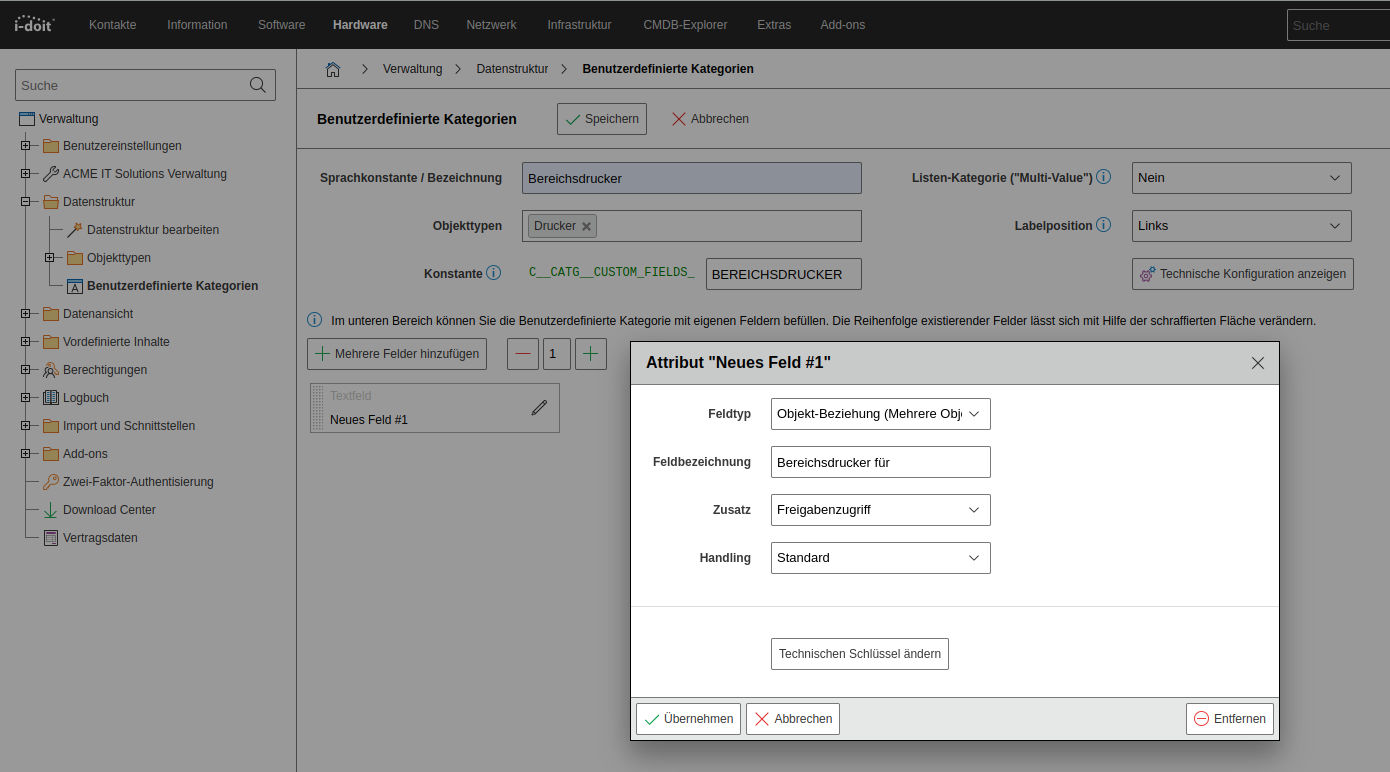 i-doit Kontakte Information Software Hardware DNS Netzwerk Infrastruktur CMDB-Explorer Extras Add-ons Suche
Suche
Verwaltung
Benutzereinstellungen
ACME IT Solutions Verwaltung
Datenstruktur
Datenstruktur bearbeiten
Objekttypen
Benutzerdefinierte Kategorien
Datenansicht
Vordefinierte Inhalte
Berechtigungen
Logbuch
Import und Schnittstellen
Add-ons
Zwei-Faktor-Authentisierung
Download Center
Vertragsdaten
Verwaltung Datenstruktur Benutzerdefinierte Kategorien
Benutzerdefinierte Kategorien Speichern Abbrechen
Sprachkonstante / Bezeichnung Bereichsdrucker Listen-Kategorie ("Multi-Value") Nein
Objekttypen Drucker Labelposition Links
Konstante C__CATG__CUSTOM_FIELDS_ BEREICHSDRUCKER Technische Konfiguration anzeigen
Im unteren Bereich können Sie die Benutzerdefinierte Kategorie mit eigenen Feldern befüllen. Die Reihenfolge existierender Felder lässt sich mit Hilfe der schraffierten Fläche verändern.
Mehrere Felder hinzufügen 1
Textfeld
Neues Feld #1
Attribut "Neues Feld #1"
Feldtyp Objekt-Beziehung (Mehrere Obj
Feldbezeichnung Bereichsdrucker für
Zusatz Freigabenzugriff
Handling Standard
Technischen Schlüssel ändern
Übernehmen Abbrechen Entfernen